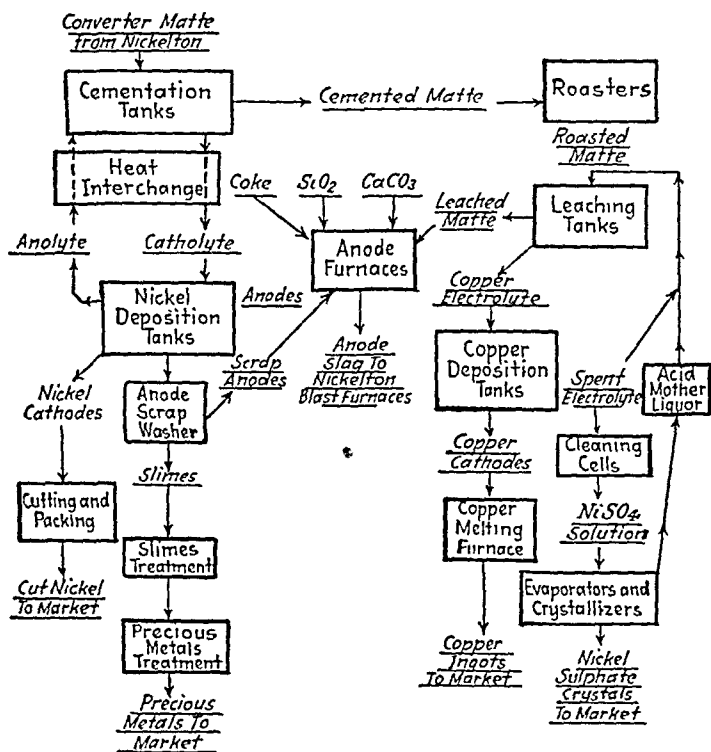 Converter Matte
from Nickelton
Cementation
Tanks
Cemented Matte
Roasters
Roasted
Matte
Heat
Interchange
Coke
SiO2
CaCO3
Leached
Matte
Leaching
Tanks
Anolyte
Catholyte
Anode
Furnaces
Nickel
Deposition
Tanks
Anodes
Copper
Electrolyte
Scrap
Anodes
Anode
Slag To
Nickelton
Blast Furnaces
Copper
Deposition
Tanks
Spent
Electrolyte
Acid
Mother
Liquor
Nickel
Cathodes
Anode
Scrap
Washer
Copper
Cathodes
Cleaning
Cells
Slimes
Cutting and
Packing
Copper
Melting
Furnace
NiSO4
Solution
Slimes
Treatment
Cut Nickel
To Market
Evaporators and
Crystallizers
Precious
Metals
Treatment
Copper
Ingots
To Market
Nickel
Sulphate
Crystals
To Market
Precious
Metals To
Market